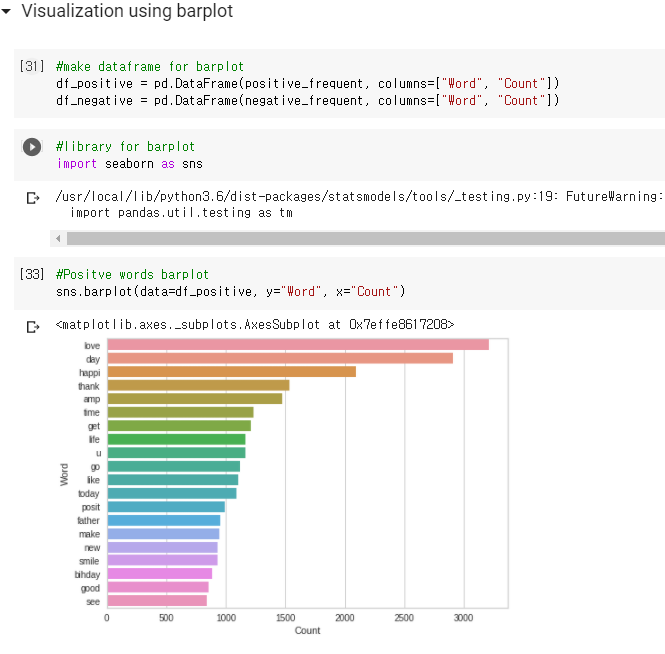 Visualization using barplot
[31] #make dataframe for barplot
df_positive = pd.DataFrame(positive_frequent, columns=["Word", "Count"])
df_negative = pd.DataFrame(negative_frequent, columns=["Word", "Count"])
#library for barplot
import seaborn as sns
/usr/local/lib/python3.6/dist-packages/statsmodels/tools/_testing.py:19: FutureWarning:
import pandas.util.testing as tm
[33] #Positve words barplot
sns.barplot(data=df_positive, y="Word", x="Count")
<matplotlib.axes._subplots.AxesSubplot at 0x7effe8617208>
love
day
happi
thank
amp
time
get
life
u
go
like
today
posit
father
make
new
smile
bihday
good
see
Word
0 500 1000 1500 2000 2500 3000
Count